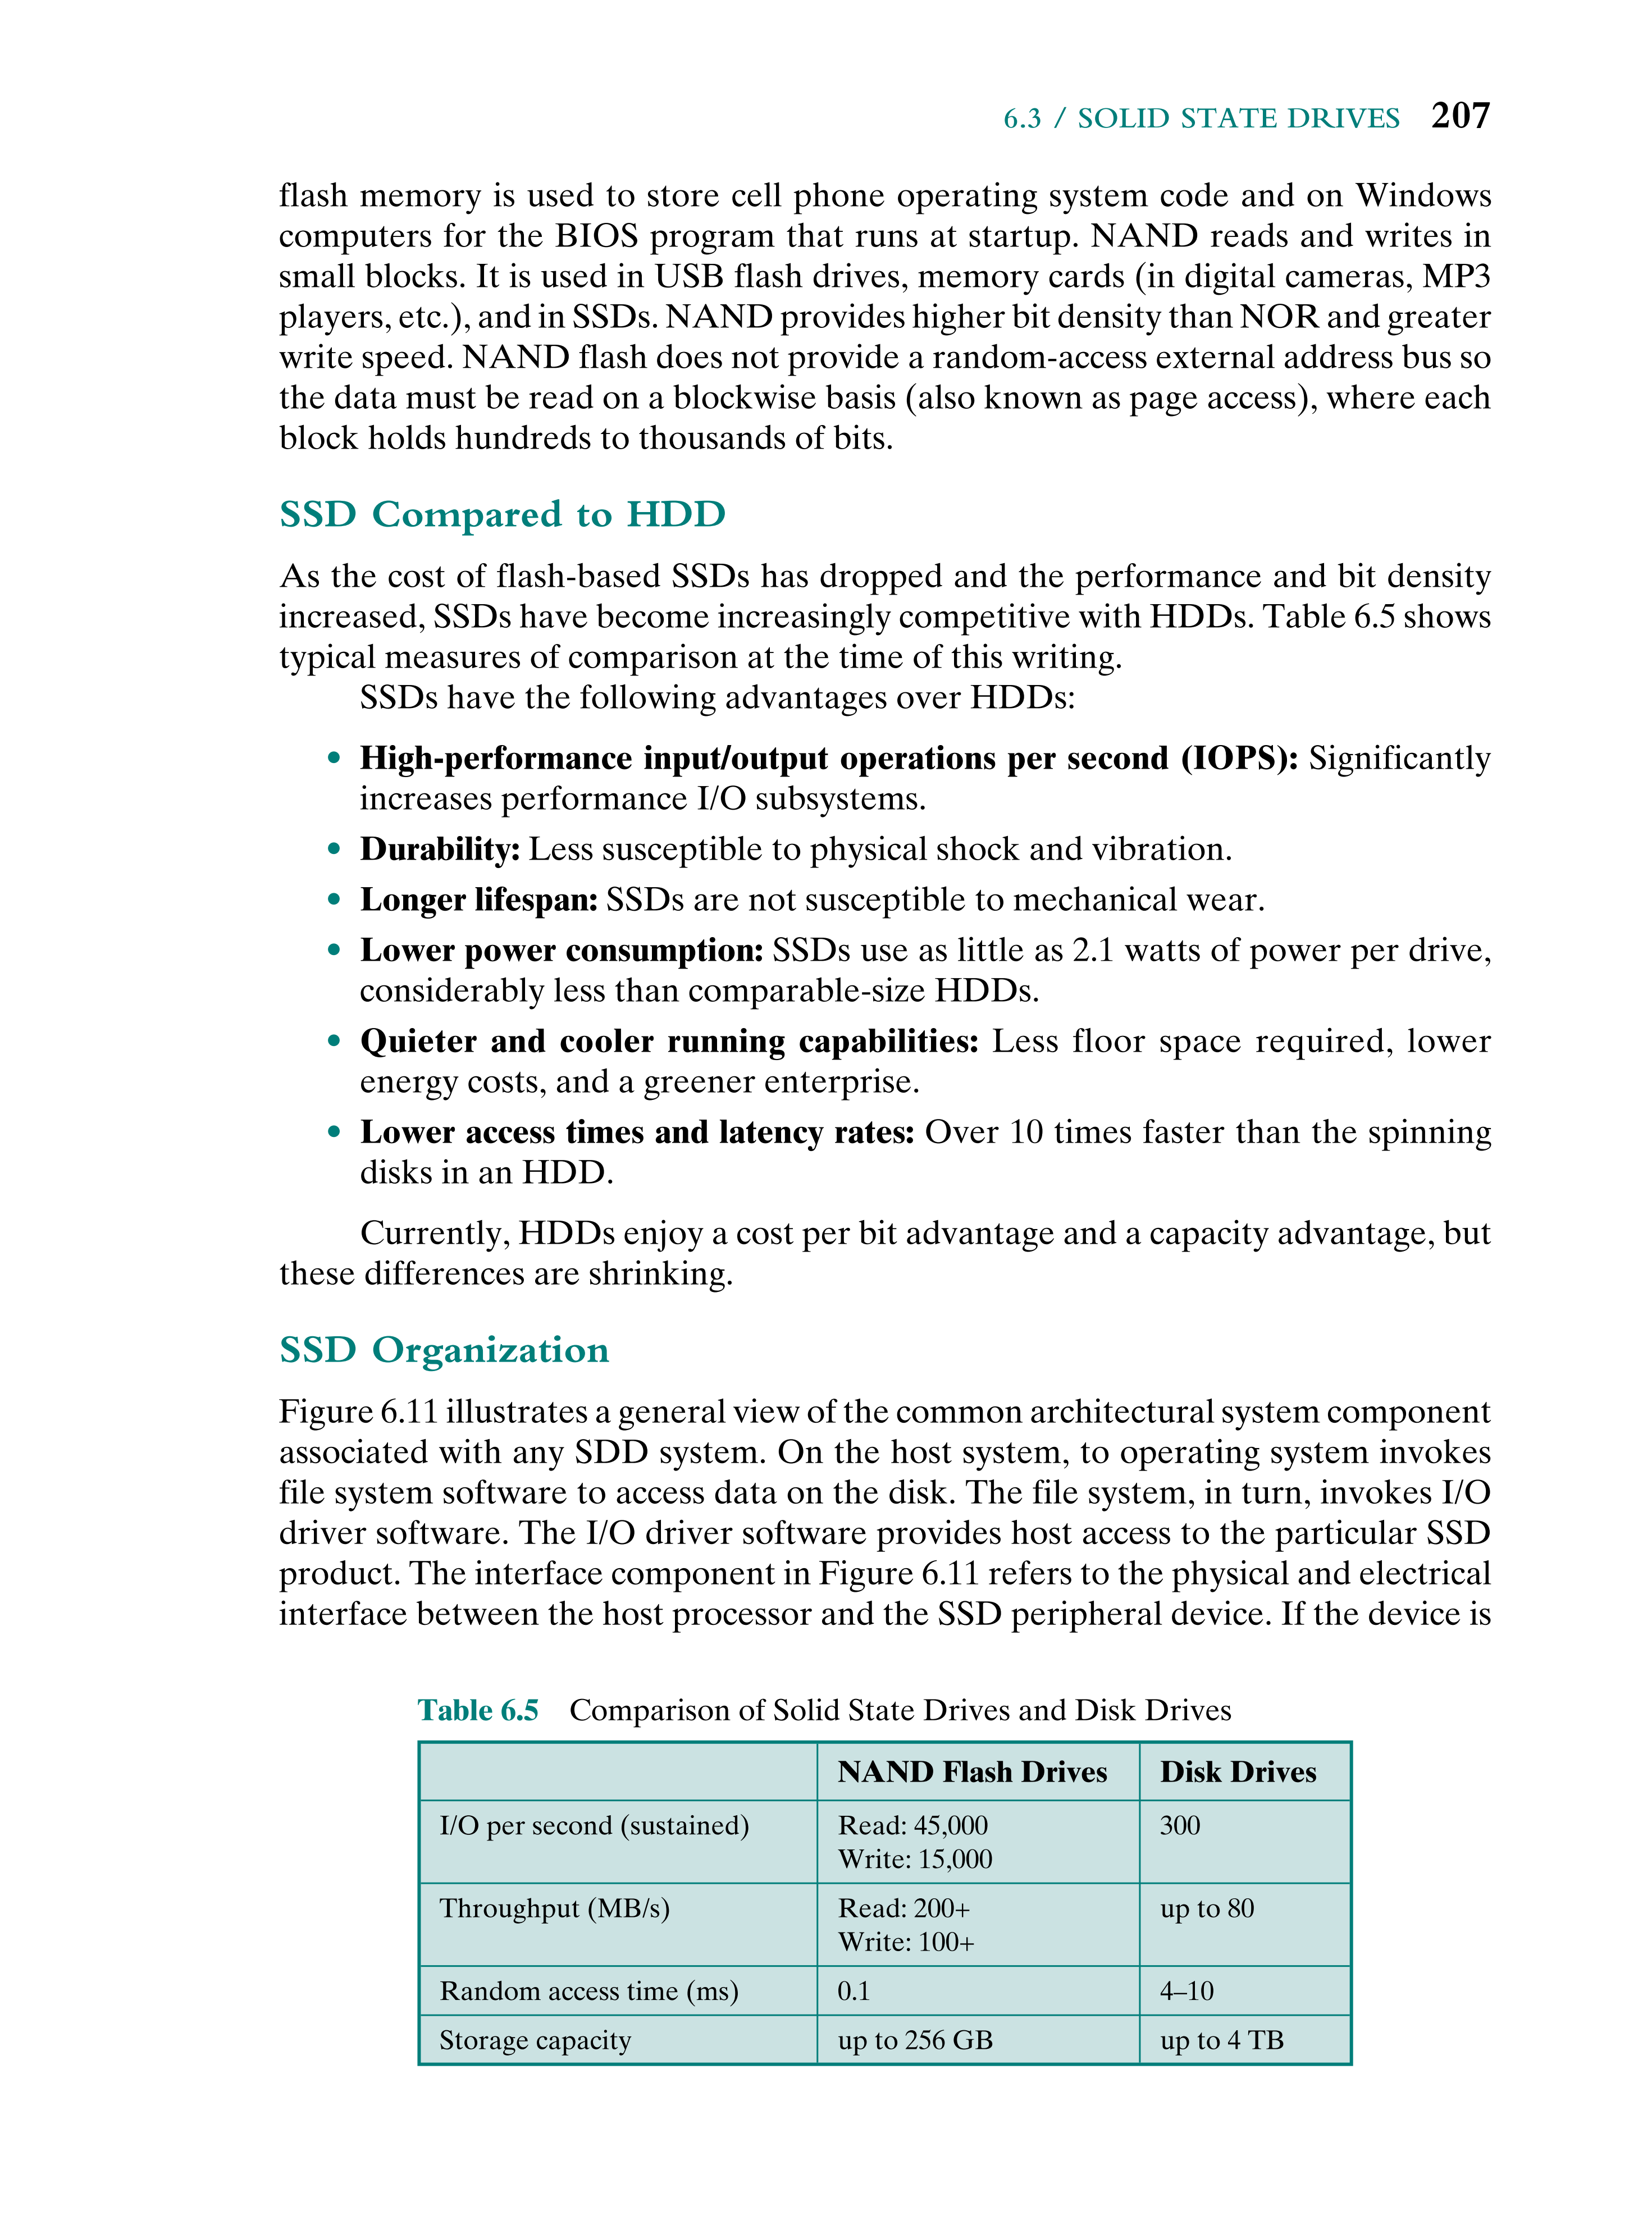 6.3 / SOLID STATE DRIVES 207
flash memory is used to store cell phone operating system code and on Windows
computers for the BIOS program that runs at startup. NAND reads and writes in
small blocks. It is used in USB flash drives, memory cards (in digital cameras, MP3
players, etc.), and in SSDs. NAND provides higher bit density than NOR and greater
write speed. NAND flash does not provide a random-access external address bus so
the data must be read on a blockwise basis (also known as page access), where each
block holds hundreds to thousands of bits.
SSD Compared to HDD
As the cost of flash-based SSDs has dropped and the performance and bit density
increased, SSDs have become increasingly competitive with HDDs. Table 6.5 shows
typical measures of comparison at the time of this writing.
SSDs have the following advantages over HDDs:
• High-performance input/output operations per second (IOPS): Significantly
increases performance I/O subsystems.
• Durability: Less susceptible to physical shock and vibration.
• Longer lifespan: SSDs are not susceptible to mechanical wear.
• Lower power consumption: SSDs use as little as 2.1 watts of power per drive,
considerably less than comparable-size HDDs.
• Quieter and cooler running capabilities: Less floor space required, lower
energy costs, and a greener enterprise.
• Lower access times and latency rates: Over 10 times faster than the spinning
disks in an HDD.
Currently, HDDs enjoy a cost per bit advantage and a capacity advantage, but
these differences are shrinking.
SSD Organization
Figure 6.11 illustrates a general view of the common architectural system component
associated with any SDD system. On the host system, to operating system invokes
file system software to access data on the disk. The file system, in turn, invokes I/O
driver software. The I/O driver software provides host access to the particular SSD
product. The interface component in Figure 6.11 refers to the physical and electrical
interface between the host processor and the SSD peripheral device. If the device is
Table 6.5 Comparison of Solid State Drives and Disk Drives
NAND Flash Drives Disk Drives
I/O per second (sustained) Read: 45,000 300
Write: 15,000
Throughput (MB/s) Read: 200+ up to 80
Write: 100+
Random access time (ms) 0.1 4–10
Storage capacity up to 256 GB up to 4 TB